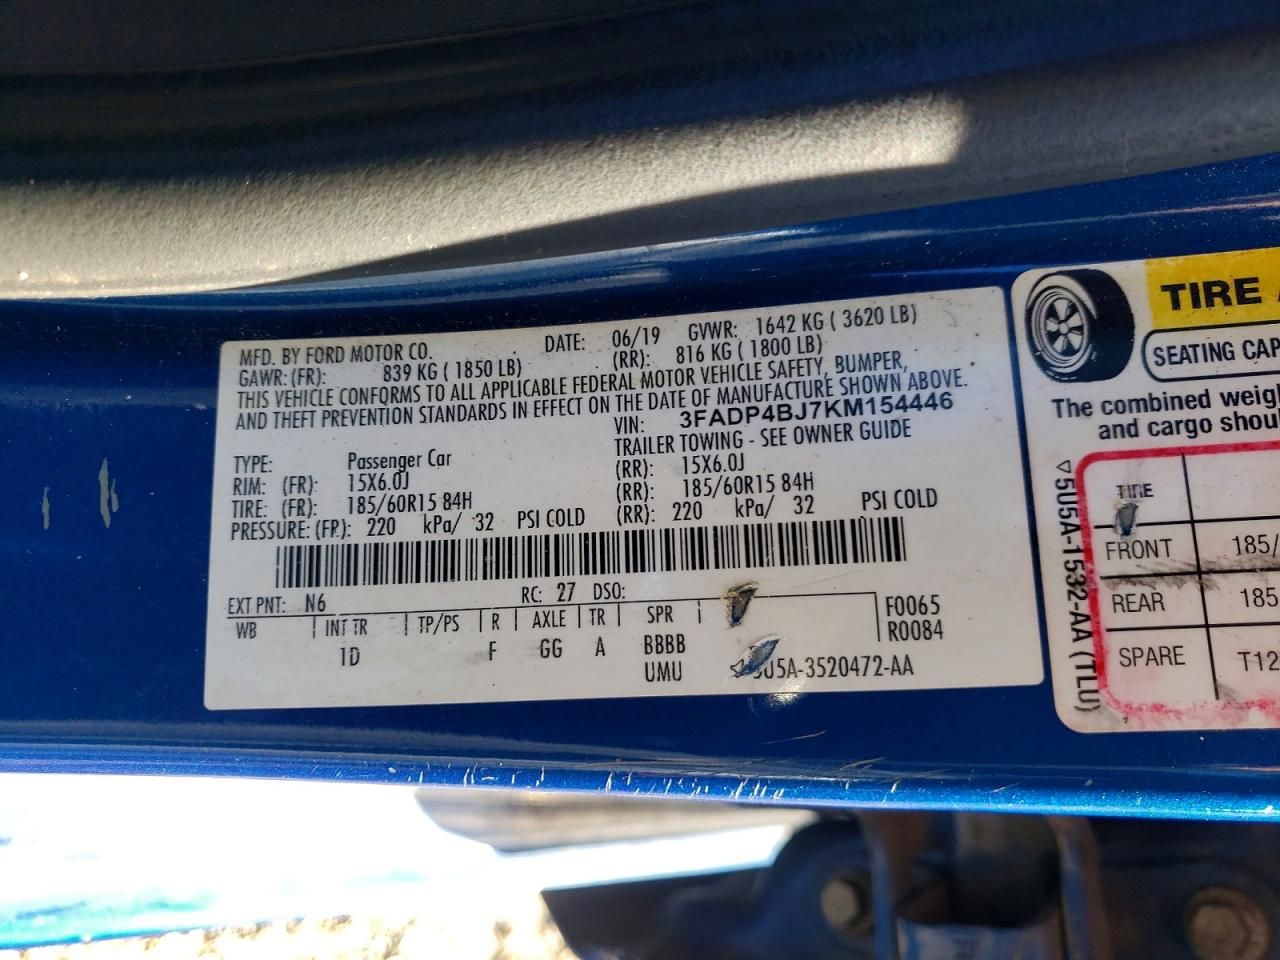 MFD. BY FORD MOTOR CO. DATE: 06/19 GVWR: 1642 KG ( 3620 LB)
GAWR: (FR): 839 KG ( 1850 LB) (RR): 816 KG ( 1800 LB)
THIS VEHICLE CONFORMS TO ALL APPLICABLE FEDERAL MOTOR VEHICLE SAFETY, BUMPER,
AND THEFT PREVENTION STANDARDS IN EFFECT ON THE DATE OF MANUFACTURE SHOWN ABOVE.
VIN: 3FADP4BJ7KM154446
TYPE: Passenger Car TRAILER TOWING - SEE OWNER GUIDE
RIM: (FR): 15X6.0J (RR): 15X6.0J
TIRE: (FR): 185/60R15 84H (RR): 185/60R15 84H
PRESSURE: (FR): 220 kPa/ 32 PSI COLD (RR): 220 kPa/ 32 PSI COLD
EXT PNT: N6 RC: 27 DSO:
WB INT TR TP/PS R AXLE TR SPR F0065
1D F GG A BBBB R0084
UMU 5U5A-3520472-AA
TIRE
SEATING CAP
The combined weig
and cargo shou
TIRE
FRONT 185/
REAR 185
SPARE T12
▽5U5A-1532-AA (TLU)